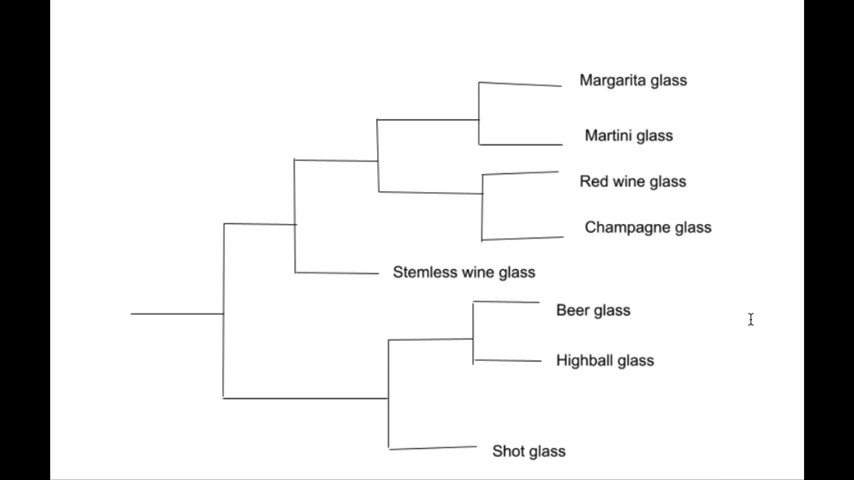 Margarita glass
Martini glass
Red wine glass
Champagne glass
Stemless wine glass
Beer glass
Highball glass
Shot glass